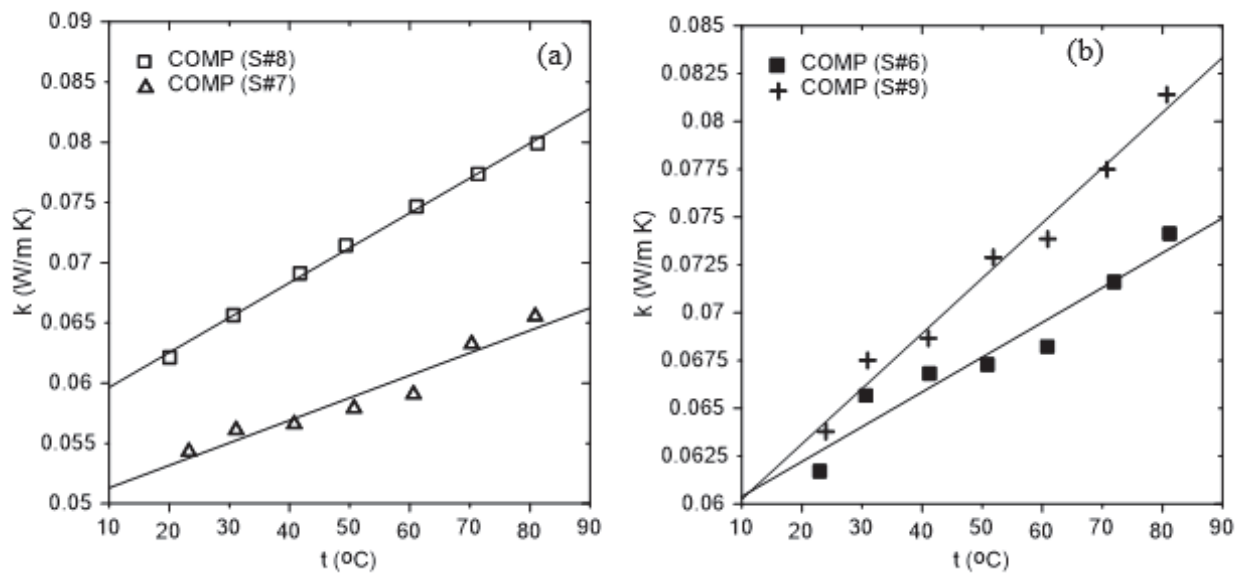 0.09
0.085
0.08
0.075
0.07
0.065
0.06
0.055
0.05
k (W/m K)
COMP (S#8)
COMP (S#7)
(a)
10 20 30 40 50 60 70 80 90
t (ºC)
0.085
0.0825
0.08
0.0775
0.075
0.0725
0.07
0.0675
0.065
0.0625
0.06
k (W/m K)
COMP (S#6)
COMP (S#9)
(b)
10 20 30 40 50 60 70 80 90
t (ºC)